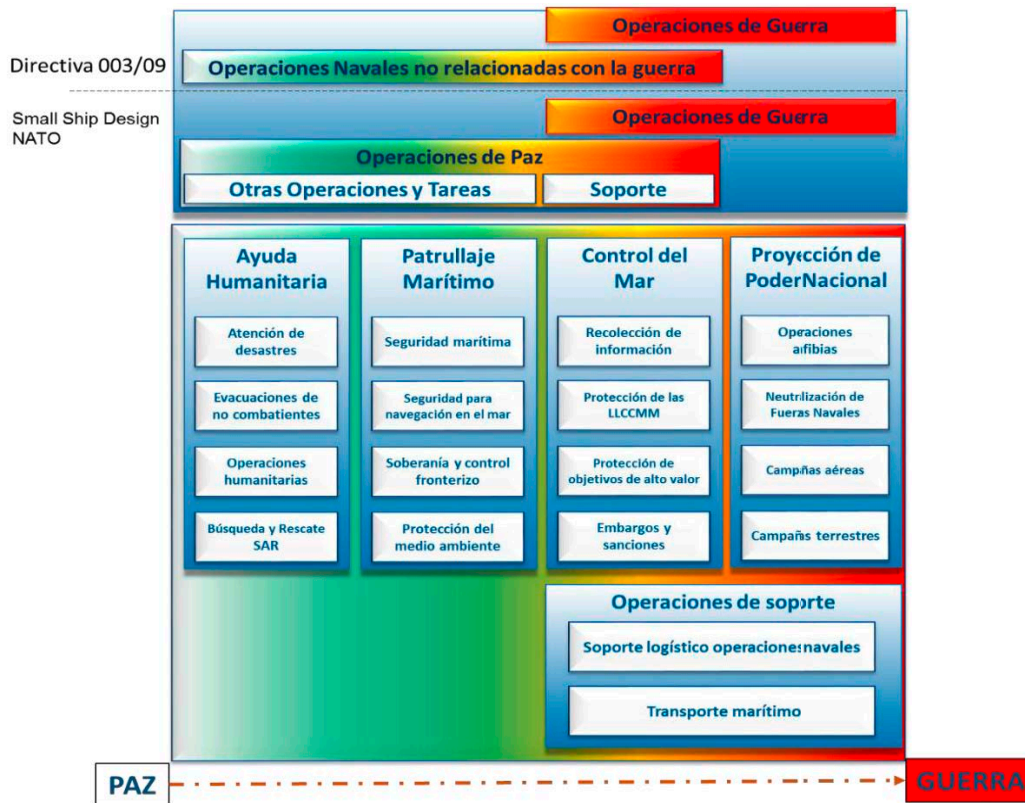 Operaciones de Guerra
Directiva 003/09
Operaciones Navales no relacionadas con la guerra
Small Ship Design
NATO
Operaciones de Guerra
Operaciones de Paz
Otras Operaciones y Tareas
Soporte
Ayuda
Humanitaria
Atención de
desastres
Evacuaciones de
no combatientes
Operaciones
humanitarias
Búsqueda y Rescate
SAR
Patrullaje
Marítimo
Seguridad marítima
Seguridad para
navegación en el mar
Soberanía y control
fronterizo
Protección del
medio ambiente
Control del
Mar
Recolección de
información
Protección de las
LLCCMM
Protección de
objetivos de alto valor
Embargos y
sanciones
Proyección de
PoderNacional
Operaciones
anfibias
Neutrilización de
Fuerzas Navales
Campañas aéreas
Campañas terrestres
Operaciones de soporte
Soporte logístico operaciones navales
Transporte marítimo
PAZ
GUERRA